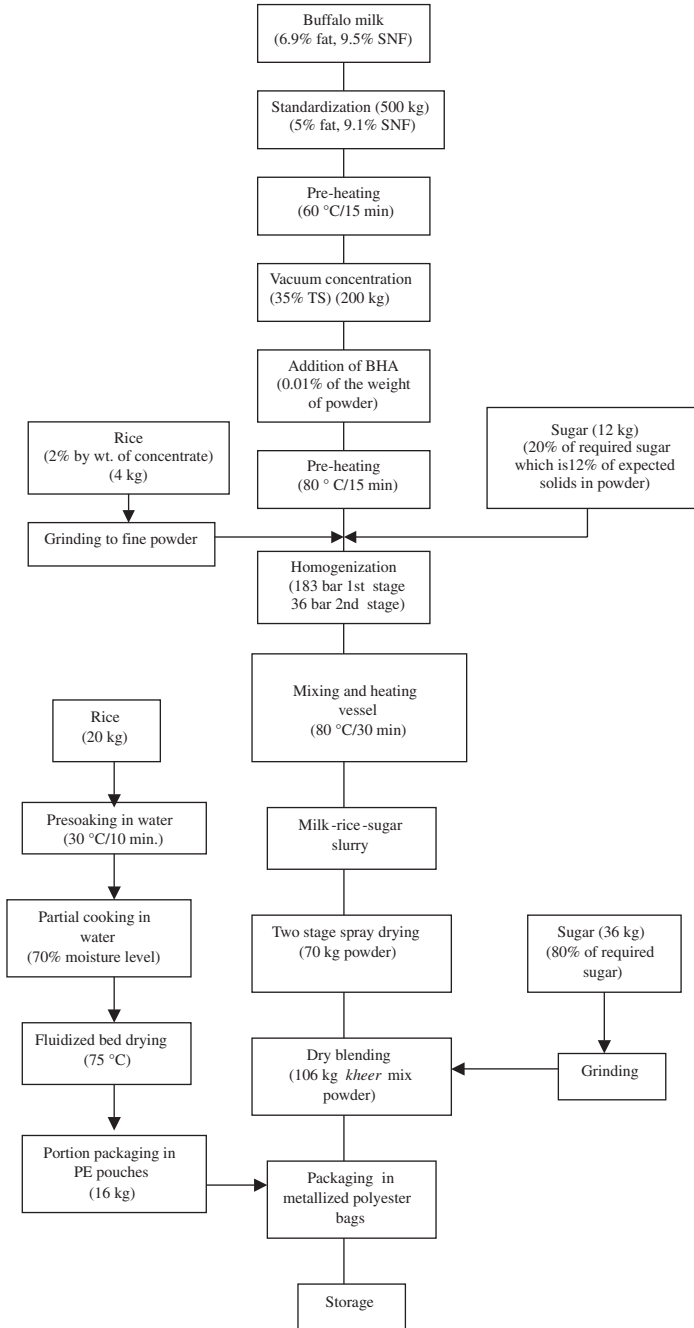 Buffalo milk
(6.9% fat, 9.5% SNF)
Standardization (500 kg)
(5% fat, 9.1% SNF)
Pre-heating
(60 °C/15 min)
Vacuum concentration
(35% TS) (200 kg)
Addition of BHA
(0.01% of the weight
of powder)
Rice
(2% by wt. of concentrate)
(4 kg)
Pre-heating
(80 ° C/15 min)
Sugar (12 kg)
(20% of required sugar
which is12% of expected
solids in powder)
Grinding to fine powder
Homogenization
(183 bar 1st stage
36 bar 2nd stage)
Mixing and heating
vessel
(80 °C/30 min)
Rice
(20 kg)
Presoaking in water
(30 °C/10 min.)
Milk-rice-sugar
slurry
Partial cooking in
water
(70% moisture level)
Two stage spray drying
(70 kg powder)
Sugar (36 kg)
(80% of required
sugar)
Fluidized bed drying
(75 °C)
Dry blending
(106 kg kheer mix
powder)
Grinding
Portion packaging in
PE pouches
(16 kg)
Packaging in
metallized polyester
bags
Storage